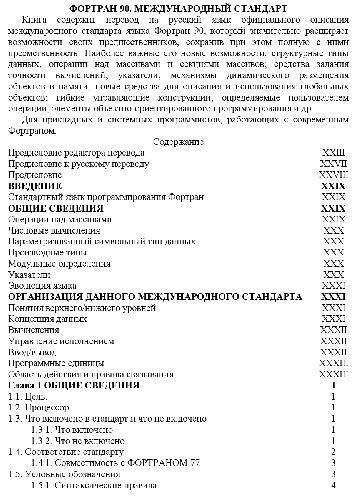 ФОРТРАН 90. МЕЖДУНАРОДНЫЙ СТАНДАРТ
Книга содержит перевод на русский язык официального описания
международного стандарта языка Фортран 90, который значительно расширяет
возможности своих предшественников, сохранив при этом полную с ними
преемственность. Наиболее важные его новые возможности: структурные типы
данных, операции над массивами и секциями массивов; средства задания
точности вычислений; указатели; механизмы динамического размещения
объектов в памяти; новые средства для описания и использования глобальных
объектов; гибкие управляющие конструкции; определяемые пользователем
операции; элементы объектно-ориентированного программирования и др.
Для прикладных и системных программистов, работающих с современным
Фортраном.
Содержание
Предисловие редактора перевода XXIII
Предисловие к русскому переводу XXVII
Предисловие XXVIII
ВВЕДЕНИЕ XXIX
Стандартный язык программирования Фортран XXIX
ОБЩИЕ СВЕДЕНИЯ XXIX
Операции над массивами XXIX
Числовые вычисления XXX
Параметризованный символьный тип данных XXX
Производные типы XXX
Модульные определения XXX
Указатели XXX
Эволюция языка XXXI
ОРГАНИЗАЦИЯ ДАННОГО МЕЖДУНАРОДНОГО СТАНДАРТА XXXI
Понятия верхнего/нижнего уровней XXXI
Концепция данных XXXI
Вычисления XXXII
Управление исполнением XXXII
Ввод/вывод XXXII
Программные единицы XXXII
Область действия и правила связывания XXXII
Глава 1 ОБЩИЕ СВЕДЕНИЯ 1
1.1. Цель 1
1.2. Процессор 1
1.3. Что включено в стандарт и что не включено 1
1.3.1. Что включено 1
1.3.2. Что не включено 1
1.4. Соответствие стандарту 2
1.4.1. Совместимость с ФОРТРАНОМ 77 3
1.5. Условные обозначения 3
1.5.1. Синтаксические правила 4